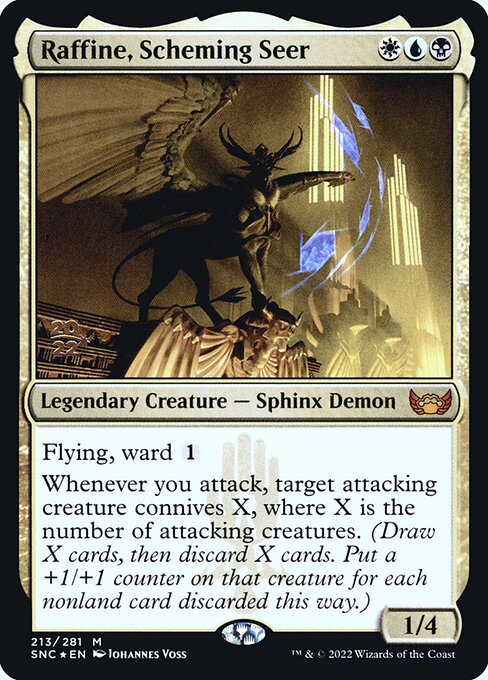 Raffine, Scheming Seer
20
22
Legendary Creature — Sphinx Demon
Flying, ward 1
Whenever you attack, target attacking
creature connives X, where X is the
number of attacking creatures. (Draw
X cards, then discard X cards. Put a
+1/+1 counter on that creature for each
nonland card discarded this way.)
1/4
213/281 M
SNC ★ EN Johannes Voss
™ & © 2022 Wizards of the Coast